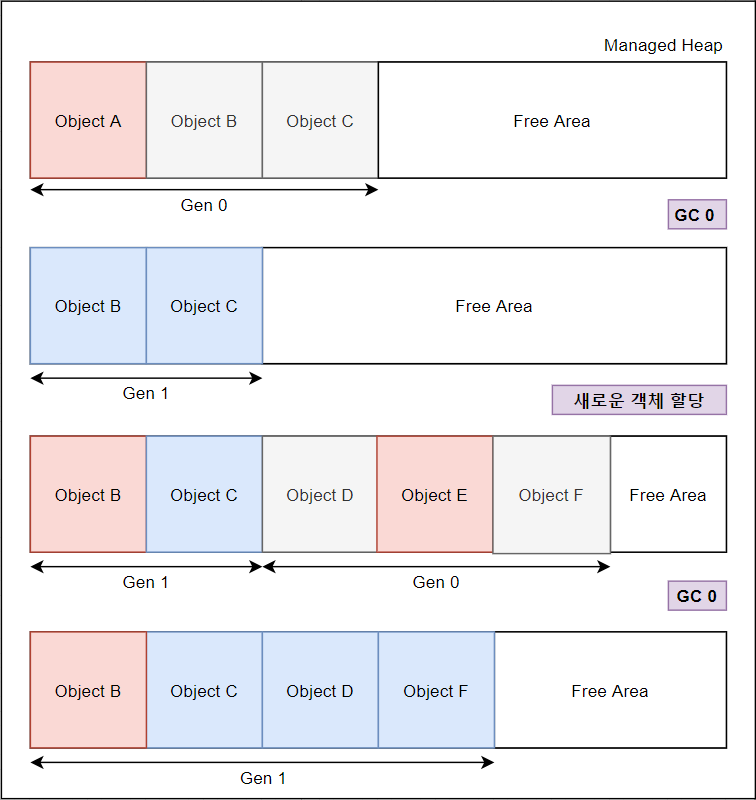 Managed Heap
Object A
Object B
Object C
Free Area
Gen 0
GC 0
Object B
Object C
Free Area
Gen 1
새로운 객체 할당
Object B
Object C
Object D
Object E
Object F
Free Area
Gen 1
Gen 0
GC 0
Object B
Object C
Object D
Object F
Free Area
Gen 1